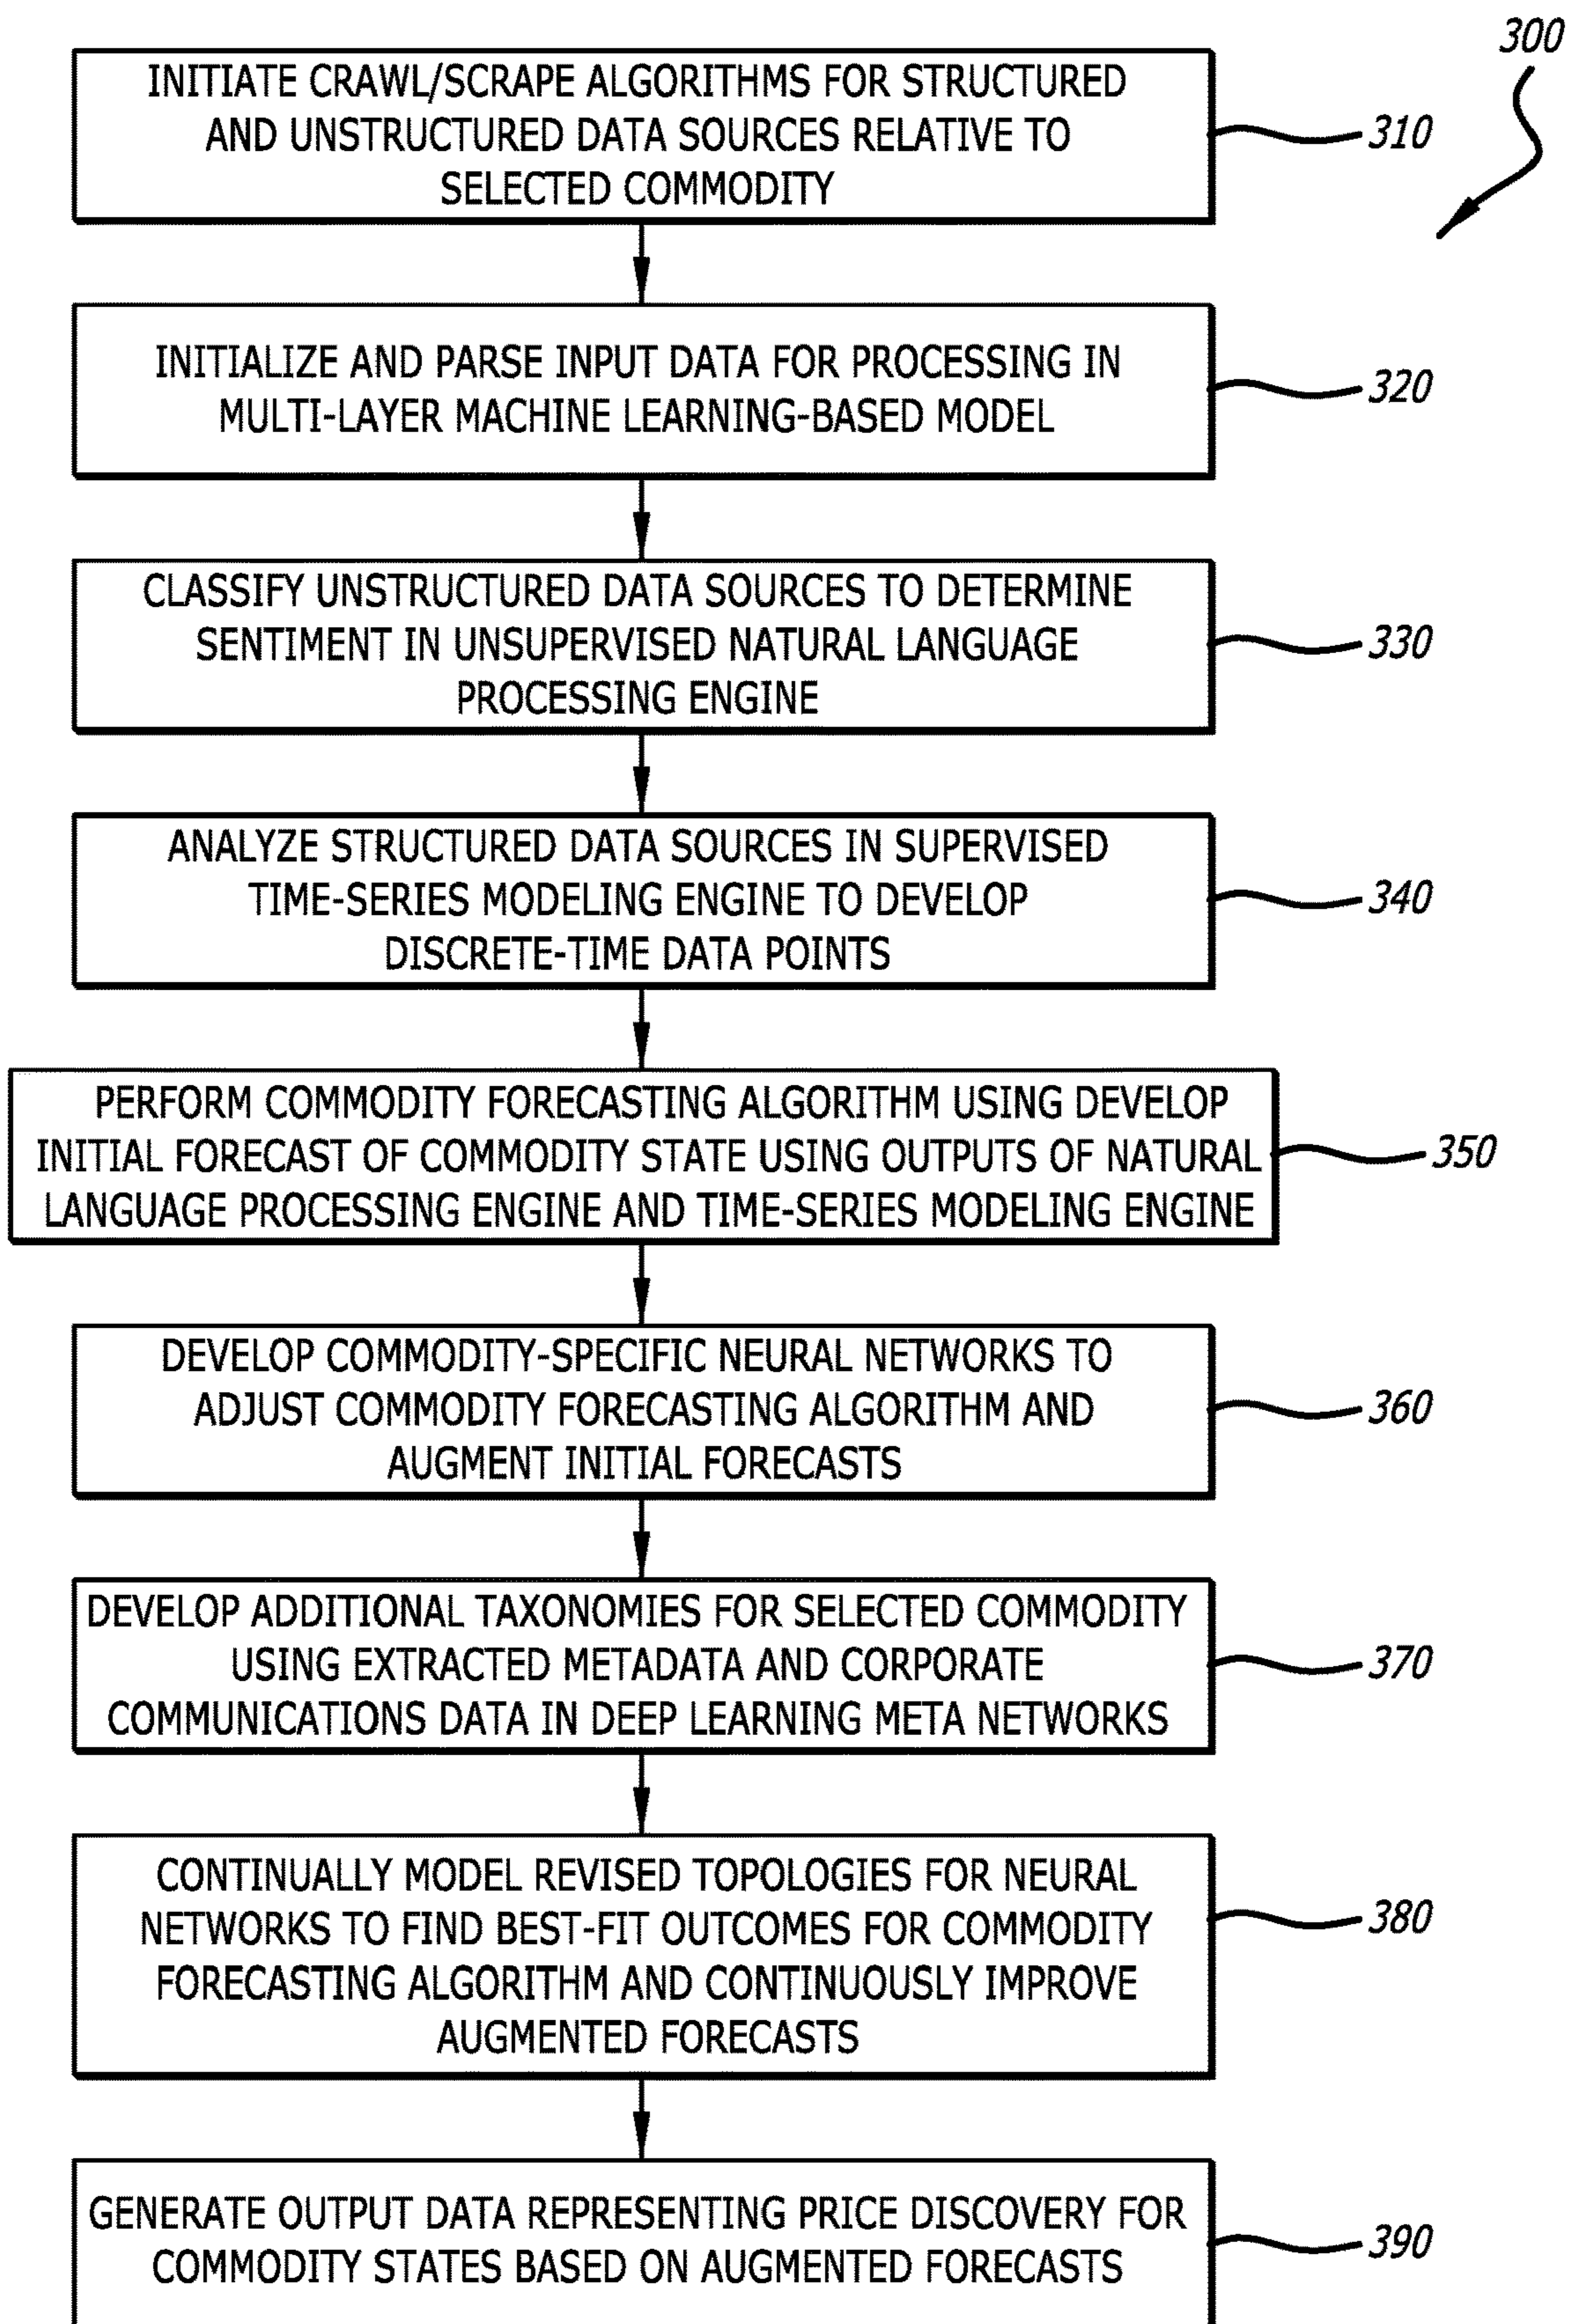 300
INITIATE CRAWL/SCRAPE ALGORITHMS FOR STRUCTURED
AND UNSTRUCTURED DATA SOURCES RELATIVE TO
SELECTED COMMODITY
310
INITIALIZE AND PARSE INPUT DATA FOR PROCESSING IN
MULTI-LAYER MACHINE LEARNING-BASED MODEL
320
CLASSIFY UNSTRUCTURED DATA SOURCES TO DETERMINE
SENTIMENT IN UNSUPERVISED NATURAL LANGUAGE
PROCESSING ENGINE
330
ANALYZE STRUCTURED DATA SOURCES IN SUPERVISED
TIME-SERIES MODELING ENGINE TO DEVELOP
DISCRETE-TIME DATA POINTS
340
PERFORM COMMODITY FORECASTING ALGORITHM USING DEVELOP
INITIAL FORECAST OF COMMODITY STATE USING OUTPUTS OF NATURAL
LANGUAGE PROCESSING ENGINE AND TIME-SERIES MODELING ENGINE
350
DEVELOP COMMODITY-SPECIFIC NEURAL NETWORKS TO
ADJUST COMMODITY FORECASTING ALGORITHM AND
AUGMENT INITIAL FORECASTS
360
DEVELOP ADDITIONAL TAXONOMIES FOR SELECTED COMMODITY
USING EXTRACTED METADATA AND CORPORATE
COMMUNICATIONS DATA IN DEEP LEARNING META NETWORKS
370
CONTINUALLY MODEL REVISED TOPOLOGIES FOR NEURAL
NETWORKS TO FIND BEST-FIT OUTCOMES FOR COMMODITY
FORECASTING ALGORITHM AND CONTINUOUSLY IMPROVE
AUGMENTED FORECASTS
380
GENERATE OUTPUT DATA REPRESENTING PRICE DISCOVERY FOR
COMMODITY STATES BASED ON AUGMENTED FORECASTS
390